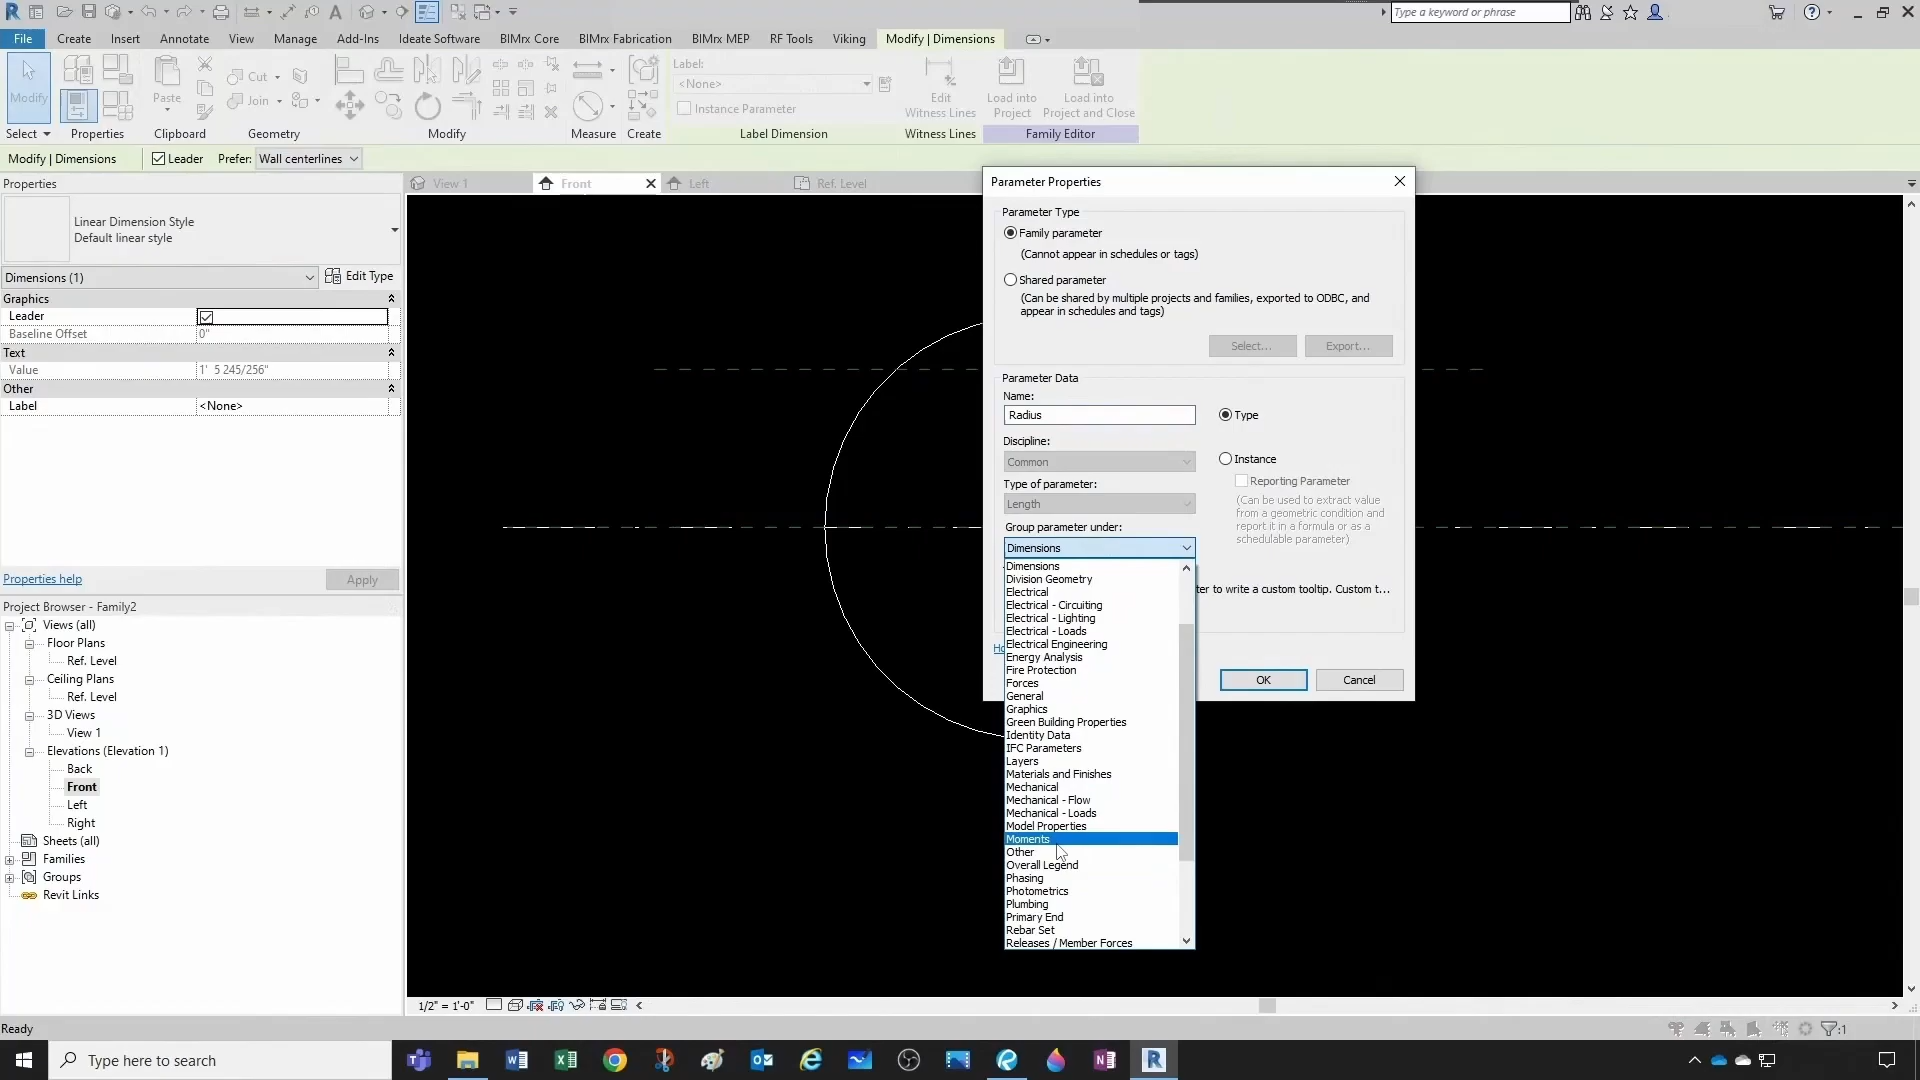 Type a keyword or phrase
File Create Insert Annotate View Manage Add-Ins Ideate Software BIMrx Core BIMrx Fabrication BIMrx MEP RF Tools Viking Modify | Dimensions
Modify
Paste
Cut
Join
Label:
<None>
Instance Parameter
Edit
Witness Lines
Load into
Project
Load into
Project and Close
Select Properties Clipboard Geometry Modify Measure Create Label Dimension Witness Lines Family Editor
Modify | Dimensions Leader Prefer: Wall centerlines
Properties
View 1 Front Left Ref. Level
Linear Dimension Style
Default linear style
Dimensions (1) Edit Type
Graphics
Leader
Baseline Offset 0"
Text
Value 1' 5 245/256"
Other
Label <None>
Properties help Apply
Project Browser - Family2
Views (all)
Floor Plans
Ref. Level
Ceiling Plans
Ref. Level
3D Views
View 1
Elevations (Elevation 1)
Back
Front
Left
Right
Sheets (all)
Families
Groups
Revit Links
Parameter Properties
Parameter Type
Family parameter
(Cannot appear in schedules or tags)
Shared parameter
(Can be shared by multiple projects and families, exported to ODBC, and
appear in schedules and tags)
Select... Export...
Parameter Data
Name:
Radius Type
Discipline:
Common Instance
Reporting Parameter
Type of parameter:
Length
(Can be used to extract value
from a geometric condition and
report it in a formula or as a
schedulable parameter)
Group parameter under:
Dimensions
Dimensions
Division Geometry
Electrical
Electrical - Circuiting
Electrical - Lighting
Electrical - Loads
Electrical Engineering
Energy Analysis
Fire Protection
Forces
General
Graphics
Green Building Properties
Identity Data
IFC Parameters
Layers
Materials and Finishes
Mechanical
Mechanical - Flow
Mechanical - Loads
Model Properties
Moments
Other
Overall Legend
Phasing
Photometrics
Plumbing
Primary End
Rebar Set
Releases / Member Forces
ter to write a custom tooltip. Custom t...
Ho
OK Cancel
1/2" = 1'-0"
Ready
:1
Type here to search